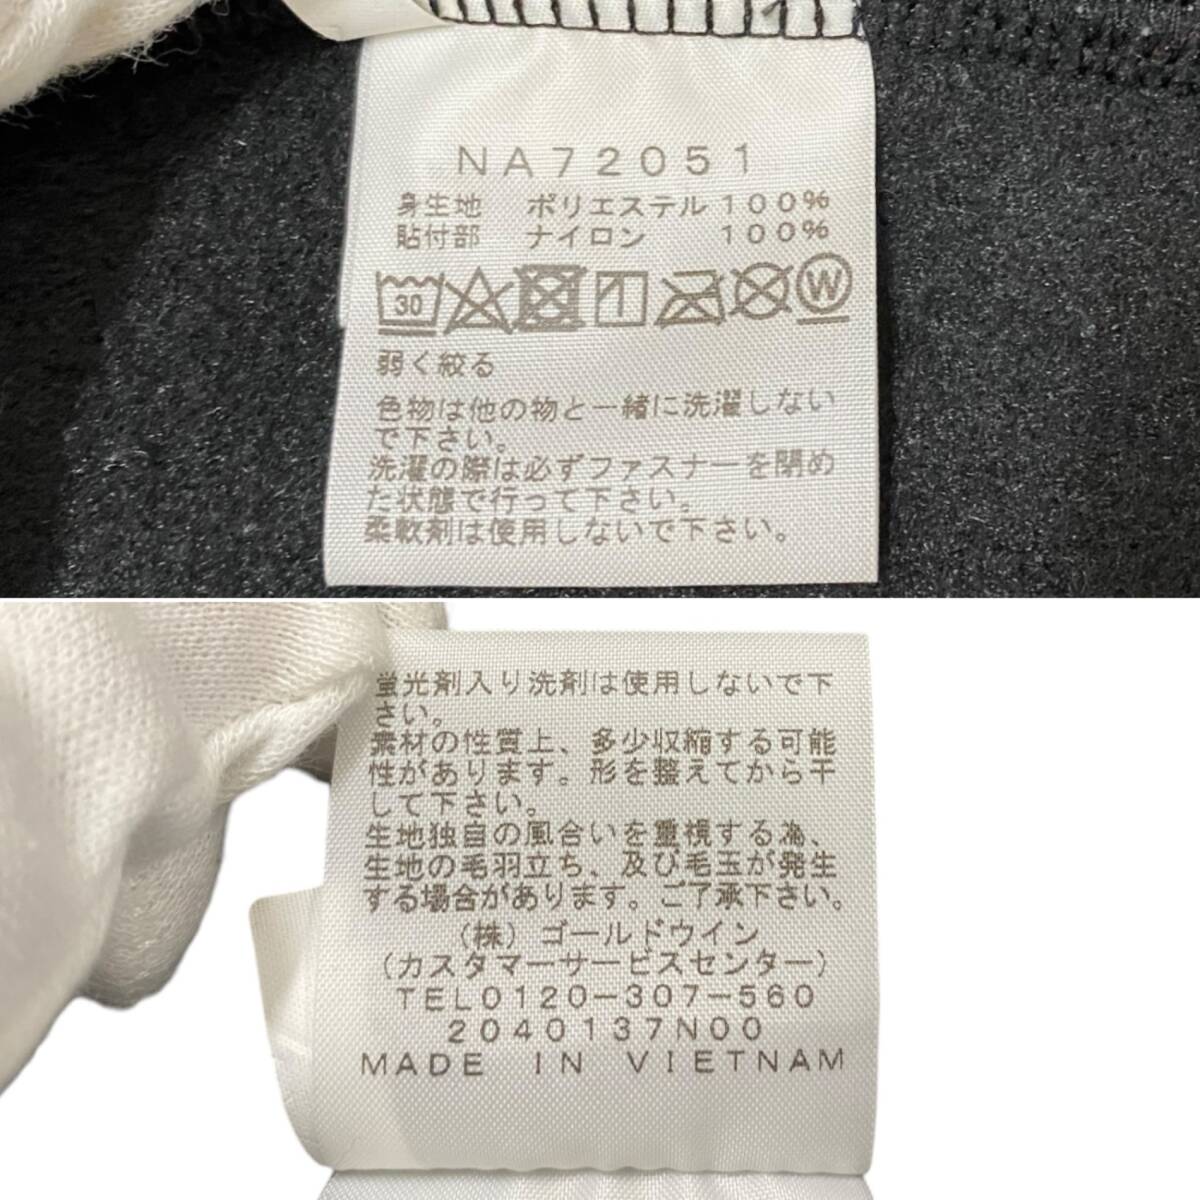 NA72051
身生地 ポリエステル 100%
貼付部 ナイロン 100%
30 W
弱く絞る
色物は他の物と一緒に洗濯しない
で下さい。
洗濯の際は必ずファスナーを閉め
た状態で行って下さい。
柔軟剤は使用しないで下さい。
蛍光剤入り洗剤は使用しないで下
さい。
素材の性質上、多少収縮する可能
性があります。形を整えてから干
して下さい。
生地独自の風合いを重視する為、
生地の毛羽立ち、及び毛玉が発生
する場合があります。ご了承下さい。
(株)ゴールドウイン
(カスタマーサービスセンター)
TEL0120-307-560
2040137N00
MADE IN VIETNAM